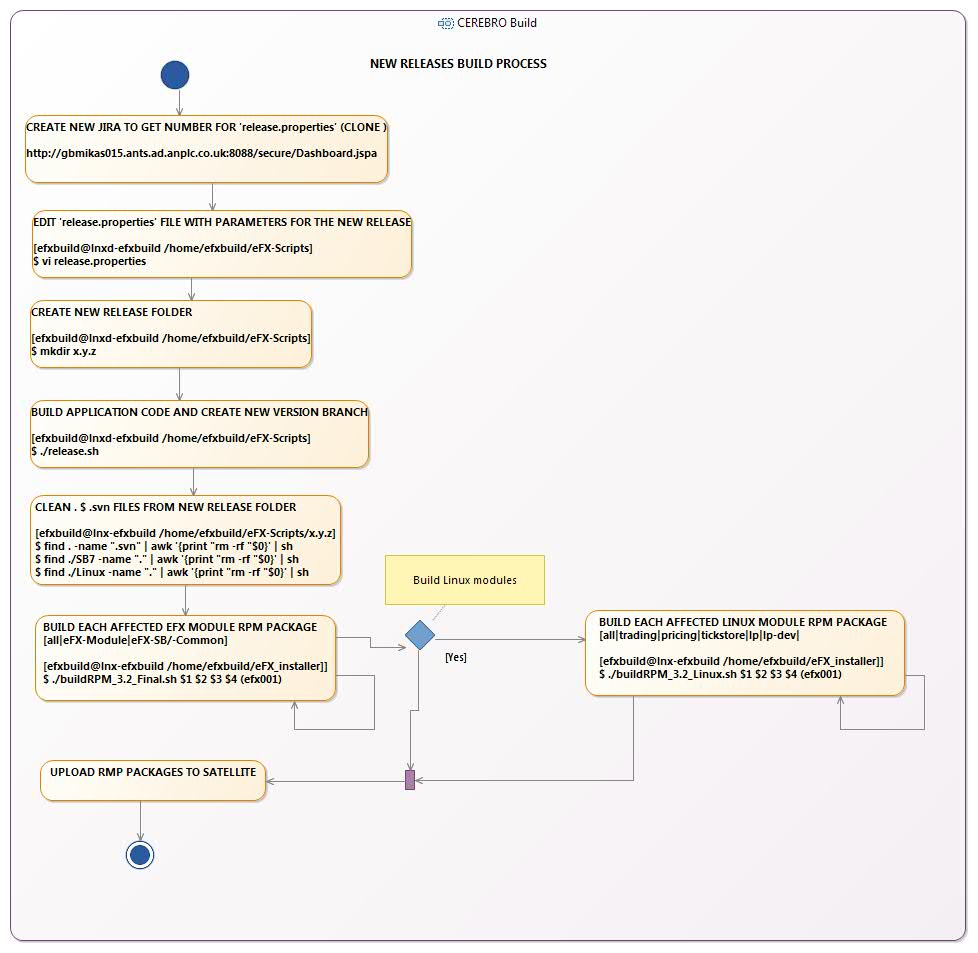 CEREBRO Build
NEW RELEASES BUILD PROCESS
CREATE NEW JIRA TO GET NUMBER FOR 'release.properties' (CLONE )
http://gbmikas015.ants.ad.anplc.co.uk:8088/secure/Dashboard.jspa
EDIT 'release.properties' FILE WITH PARAMETERS FOR THE NEW RELEASE
[efxbuild@lnxd-efxbuild /home/efxbuild/eFX-Scripts]
$ vi release.properties
CREATE NEW RELEASE FOLDER
[efxbuild@lnxd-efxbuild /home/efxbuild/eFX-Scripts]
$ mkdir x.y.z
BUILD APPLICATION CODE AND CREATE NEW VERSION BRANCH
[efxbuild@lnxd-efxbuild /home/efxbuild/eFX-Scripts]
$ ./release.sh
CLEAN . $ .svn FILES FROM NEW RELEASE FOLDER
[efxbuild@lnx-efxbuild /home/efxbuild/eFX-Scripts/x.y.z]
$ find . -name ".svn" | awk '{print "rm -rf "$0}' | sh
$ find ./SB7 -name "." | awk '{print "rm -rf "$0}' | sh
$ find ./Linux -name "." | awk '{print "rm -rf "$0}' | sh
Build Linux modules
BUILD EACH AFFECTED EFX MODULE RPM PACKAGE
[all|eFX-Module|eFX-SB/-Common]
[efxbuild@lnx-efxbuild /home/efxbuild/eFX_installer]]
$ ./buildRPM_3.2_Final.sh $1 $2 $3 $4 (efx001)
[Yes]
BUILD EACH AFFECTED LINUX MODULE RPM PACKAGE
[all|trading|pricing|tickstore|lp|lp-dev|
[efxbuild@lnx-efxbuild /home/efxbuild/eFX_installer]]
$ ./buildRPM_3.2_Linux.sh $1 $2 $3 $4 (efx001)
UPLOAD RMP PACKAGES TO SATELLITE